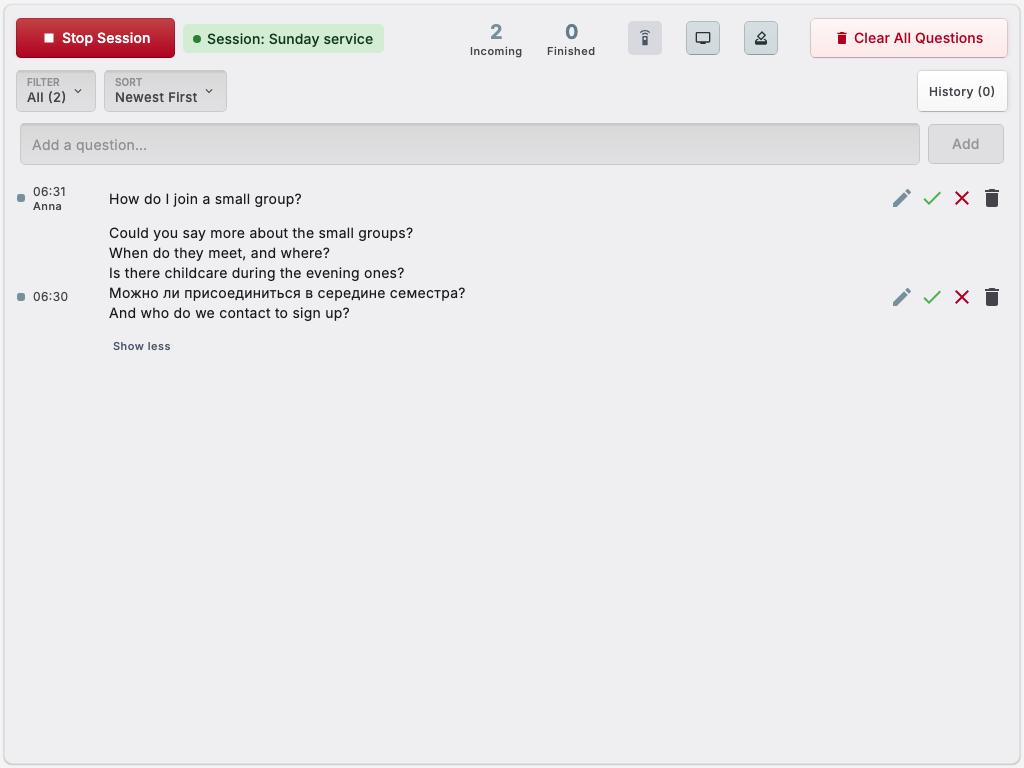 Stop Session
Session: Sunday service
2
Incoming
0
Finished
Clear All Questions
FILTER
All (2)
SORT
Newest First
History (0)
Add a question...
Add
06:31
Anna
How do I join a small group?
06:30
Could you say more about the small groups?
When do they meet, and where?
Is there childcare during the evening ones?
Можно ли присоединиться в середине семестра?
And who do we contact to sign up?
Show less